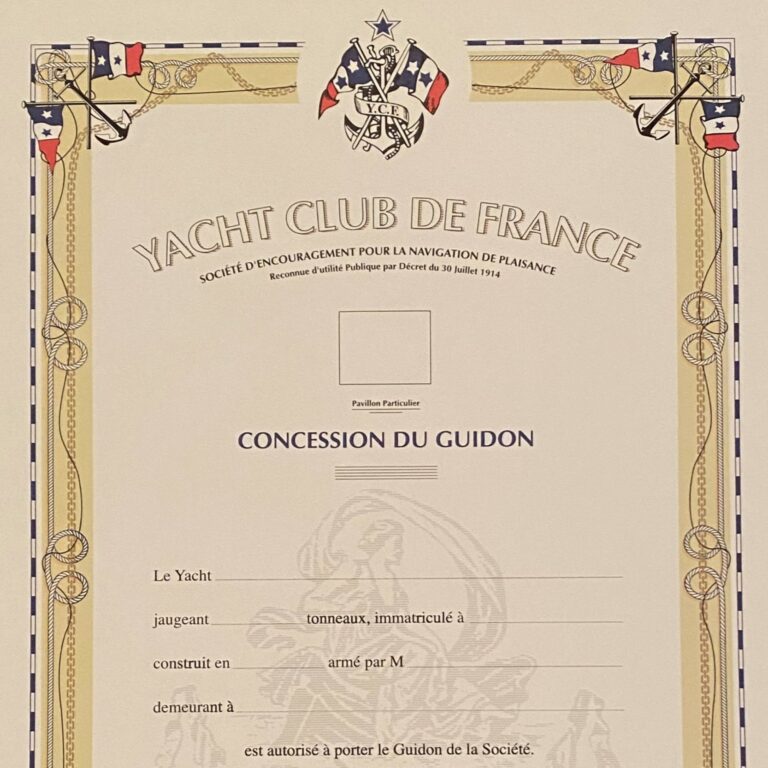 Y.C.F.
YACHT CLUB DE FRANCE
SOCIÉTÉ D'ENCOURAGEMENT POUR LA NAVIGATION DE PLAISANCE
Reconnue d'utilité Publique par Décret du 30 Juillet 1914
Pavillon Particulier
CONCESSION DU GUIDON
Le Yacht
jaugeant tonneaux, immatriculé à
construit en armé par M
demeurant à
est autorisé à porter le Guidon de la Société.